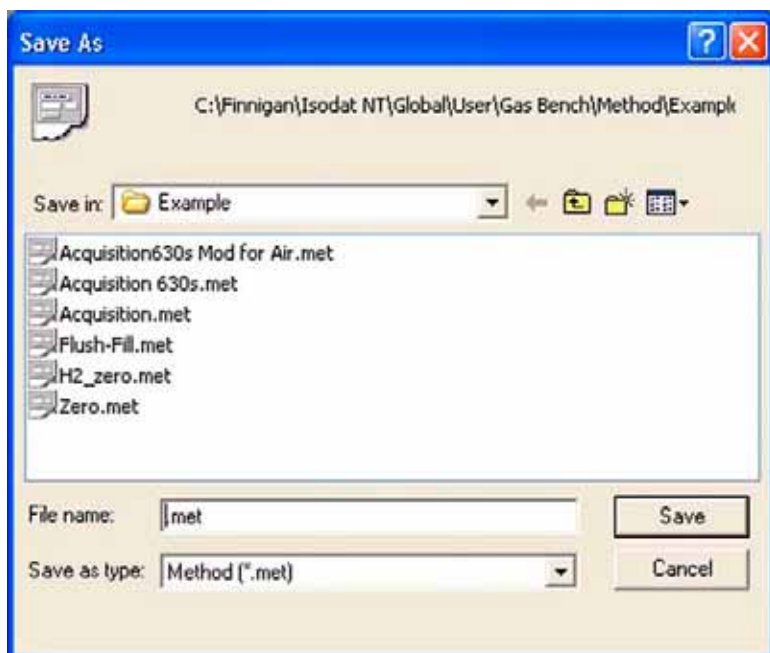 Save As
C:\Finnigan\Isodat NT\Global\User\Gas Bench\Method\Example
Save in: Example
Acquisition630s Mod for Air.met
Acquisition 630s.met
Acquisition.met
Flush-Fill.met
H2_zero.met
Zero.met
File name: .met Save
Save as type: Method (*.met) Cancel